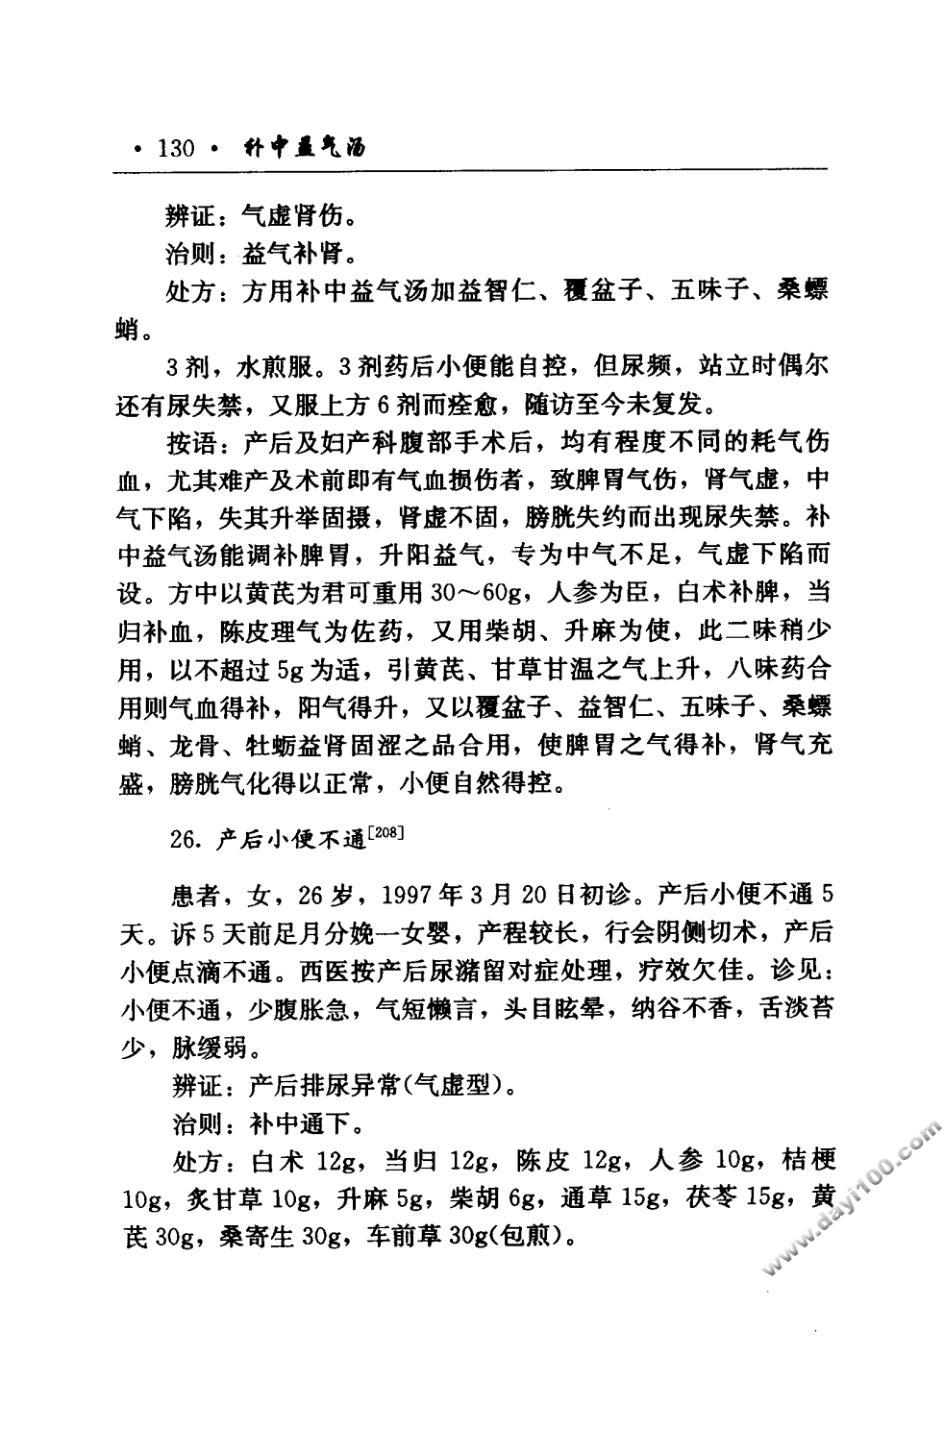 · 130 · 补中益气汤
辨证：气虚肾伤。
治则：益气补肾。
处方：方用补中益气汤加益智仁、覆盆子、五味子、桑螵
蛸。
3 剂，水煎服。3 剂药后小便能自控，但尿频，站立时偶尔
还有尿失禁，又服上方 6 剂而痊愈，随访至今未复发。
按语：产后及妇产科腹部手术后，均有程度不同的耗气伤
血，尤其难产及术前即有气血损伤者，致脾胃气伤，肾气虚，中
气下陷，失其升举固摄，肾虚不固，膀胱失约而出现尿失禁。补
中益气汤能调补脾胃，升阳益气，专为中气不足，气虚下陷而
设。方中以黄芪为君可重用 30～60g，人参为臣，白术补脾，当
归补血，陈皮理气为佐药，又用柴胡、升麻为使，此二味稍少
用，以不超过 5g 为适，引黄芪、甘草甘温之气上升，八味药合
用则气血得补，阳气得升，又以覆盆子、益智仁、五味子、桑螵
蛸、龙骨、牡蛎益肾固涩之品合用，使脾胃之气得补，肾气充
盛，膀胱气化得以正常，小便自然得控。
26. 产后小便不通[208]
患者，女，26 岁，1997 年 3 月 20 日初诊。产后小便不通 5
天。诉 5 天前足月分娩一女婴，产程较长，行会阴侧切术，产后
小便点滴不通。西医按产后尿潴留对症处理，疗效欠佳。诊见：
小便不通，少腹胀急，气短懒言，头目眩晕，纳谷不香，舌淡苔
少，脉缓弱。
辨证：产后排尿异常(气虚型)。
治则：补中通下。
处方：白术 12g，当归 12g，陈皮 12g，人参 10g，桔梗
10g，炙甘草 10g，升麻 5g，柴胡 6g，通草 15g，茯苓 15g，黄
芪 30g，桑寄生 30g，车前草 30g(包煎)。
www.dayi100.com